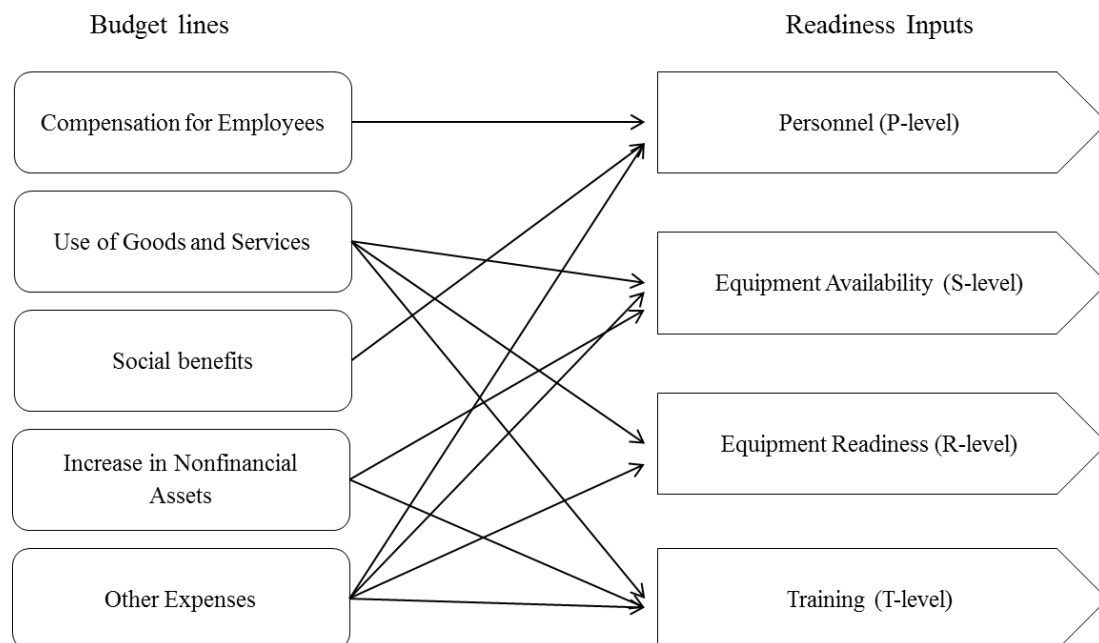 Budget lines
Readiness Inputs
Compensation for Employees
Personnel (P-level)
Use of Goods and Services
Equipment Availability (S-level)
Social benefits
Equipment Readiness (R-level)
Increase in Nonfinancial
Assets
Other Expenses
Training (T-level)